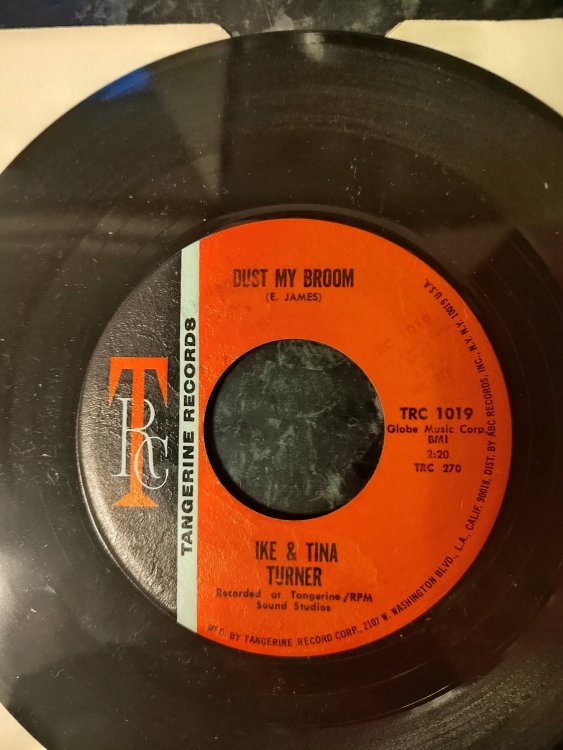 DUST MY BROOM
(E. JAMES)
TANGERINE RECORDS
TRC
TRC 1019
Globe Music Corp.
BMI
2:20
TRC 270
IKE & TINA
TURNER
Recorded at Tangerine/RPM
Sound Studios
MFG. BY TANGERINE RECORD CORP., 2107 W. WASHINGTON BLVD., L.A., CALIF. 90018, DIST. BY ABC RECORDS, INC., N.Y. N.Y. 10019 U.S.A.